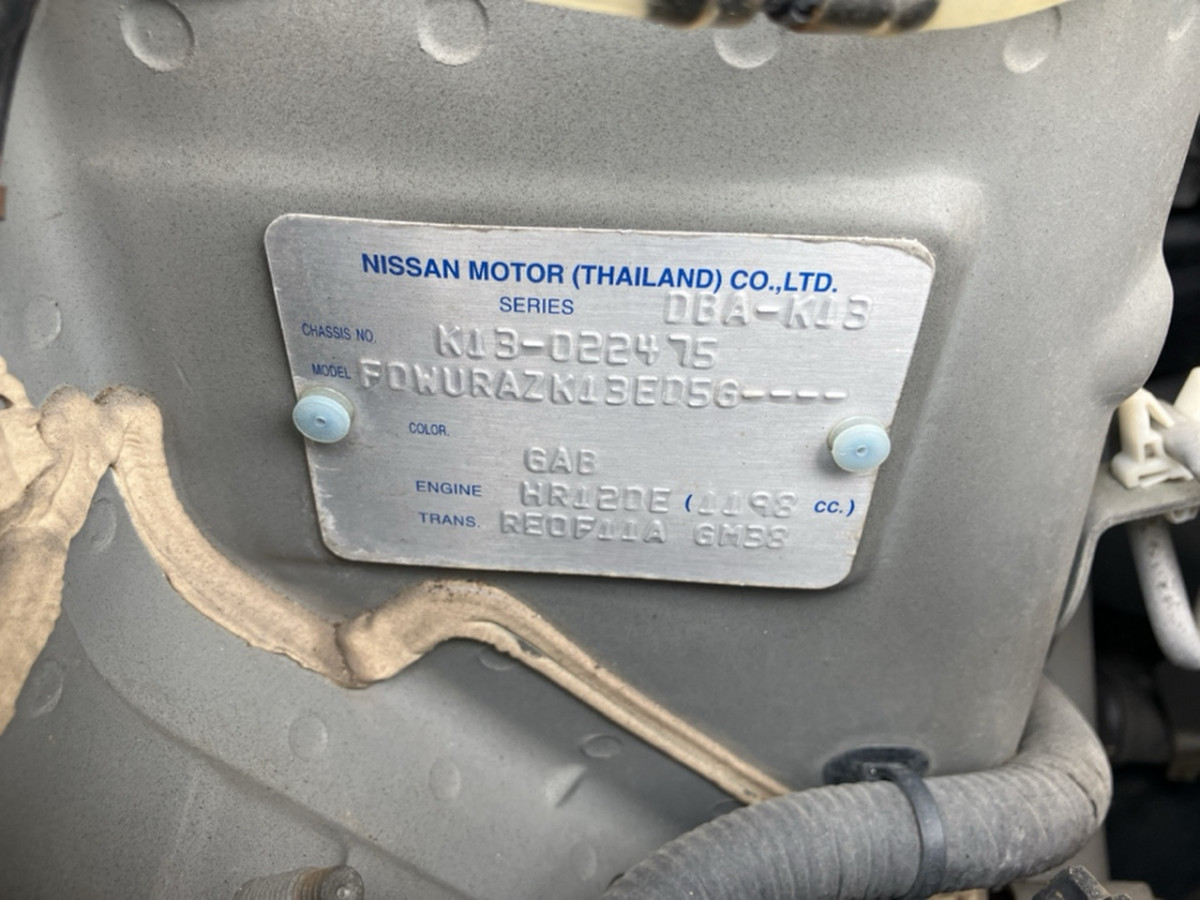 NISSAN MOTOR (THAILAND) CO.,LTD.
SERIES DBA-K13
CHASSIS NO. K13-022475
MODEL FDWURAZK13ED5G----
COLOR.
GAB
ENGINE HR12DE (1198 CC.)
TRANS. RE0F11A GM38